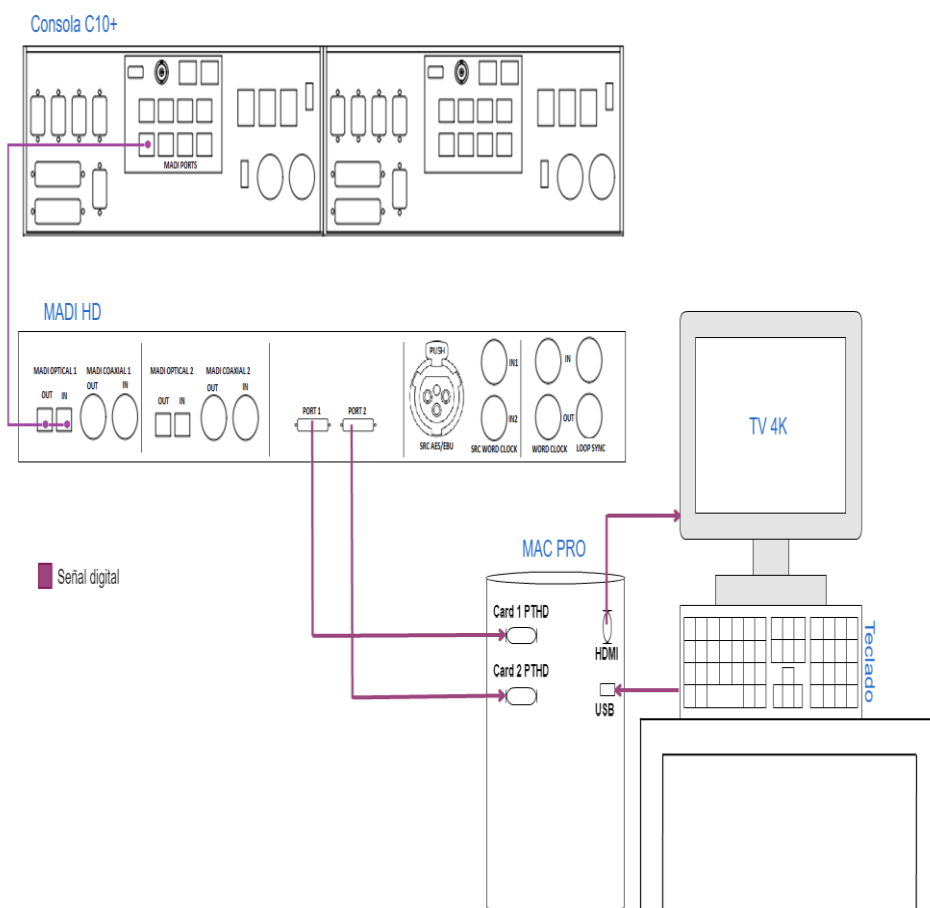 Consola C10+
MADI PORTS
MADI HD
MADI OPTICAL 1
MADI COAXIAL 1
OUT
IN
OUT
IN
MADI OPTICAL 2
MADI COAXIAL 2
OUT
IN
OUT
IN
PORT 1
PORT 2
PUSH
SRC AES/EBU
IN1
IN2
SRC WORD CLOCK
IN
OUT
WORD CLOCK
LOOP SYNC
TV 4K
Señal digital
MAC PRO
Card 1 PTHD
HDMI
Card 2 PTHD
USB
Teclado